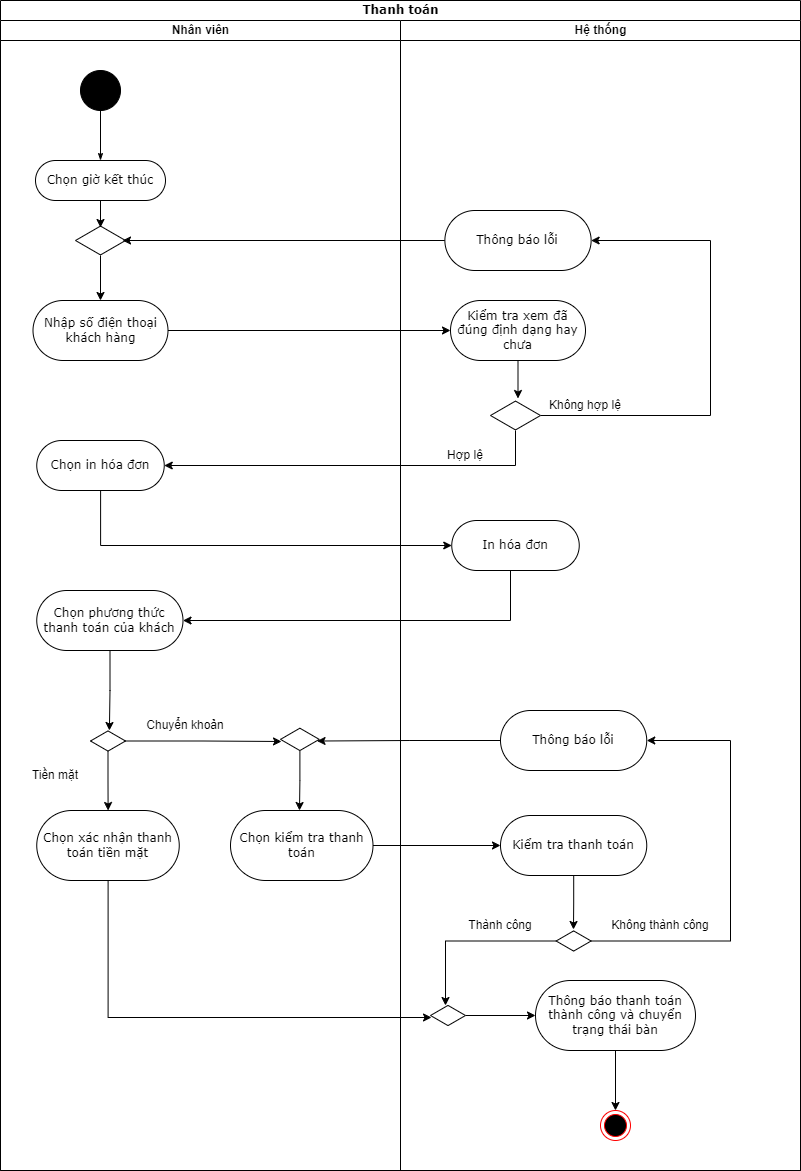 Thanh toán
Nhân viên
Hệ thống
Chọn giờ kết thúc
Thông báo lỗi
Nhập số điện thoại
khách hàng
Kiểm tra xem đã
đúng định dạng hay
chưa
Không hợp lệ
Hợp lệ
Chọn in hóa đơn
In hóa đơn
Chọn phương thức
thanh toán của khách
Chuyển khoản
Thông báo lỗi
Tiền mặt
Chọn xác nhận thanh
toán tiền mặt
Chọn kiểm tra thanh
toán
Kiểm tra thanh toán
Thành công
Không thành công
Thông báo thanh toán
thành công và chuyển
trạng thái bàn